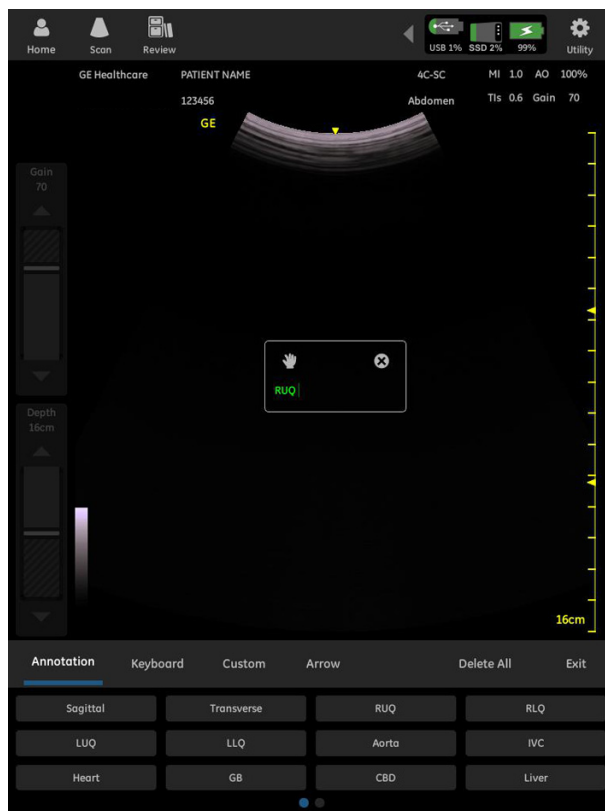 Home Scan Review USB 1% SSD 2% 99% Utility
GE Healthcare PATIENT NAME 4C-SC MI 1.0 AO 100%
123456 Abdomen TIs 0.6 Gain 70
GE
Gain
70
RUQ
Depth
16cm
16cm
Annotation Keyboard Custom Arrow Delete All Exit
Sagittal Transverse RUQ RLQ
LUQ LLQ Aorta IVC
Heart GB CBD Liver